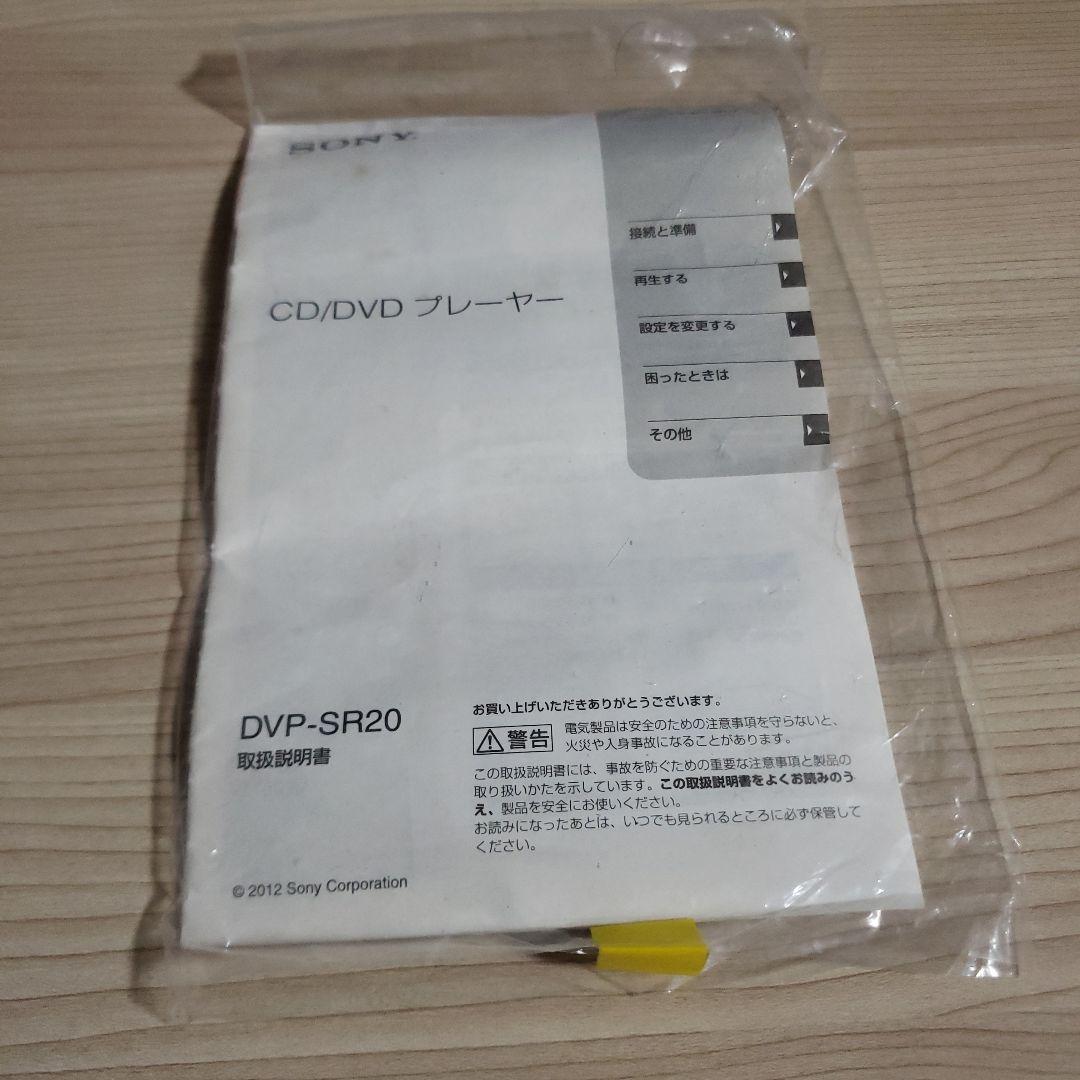 SONY
接続と準備
再生する
設定を変更する
困ったときは
その他
CD/DVD プレーヤー
DVP-SR20
取扱説明書
お買い上げいただきありがとうございます。
警告
電気製品は安全のための注意事項を守らないと、
火災や人身事故になることがあります。
この取扱説明書には、事故を防ぐための重要な注意事項と製品の
取り扱いかたを示しています。この取扱説明書をよくお読みのう
え、製品を安全にお使いください。
お読みになったあとは、いつでも見られるところに必ず保管して
ください。
© 2012 Sony Corporation